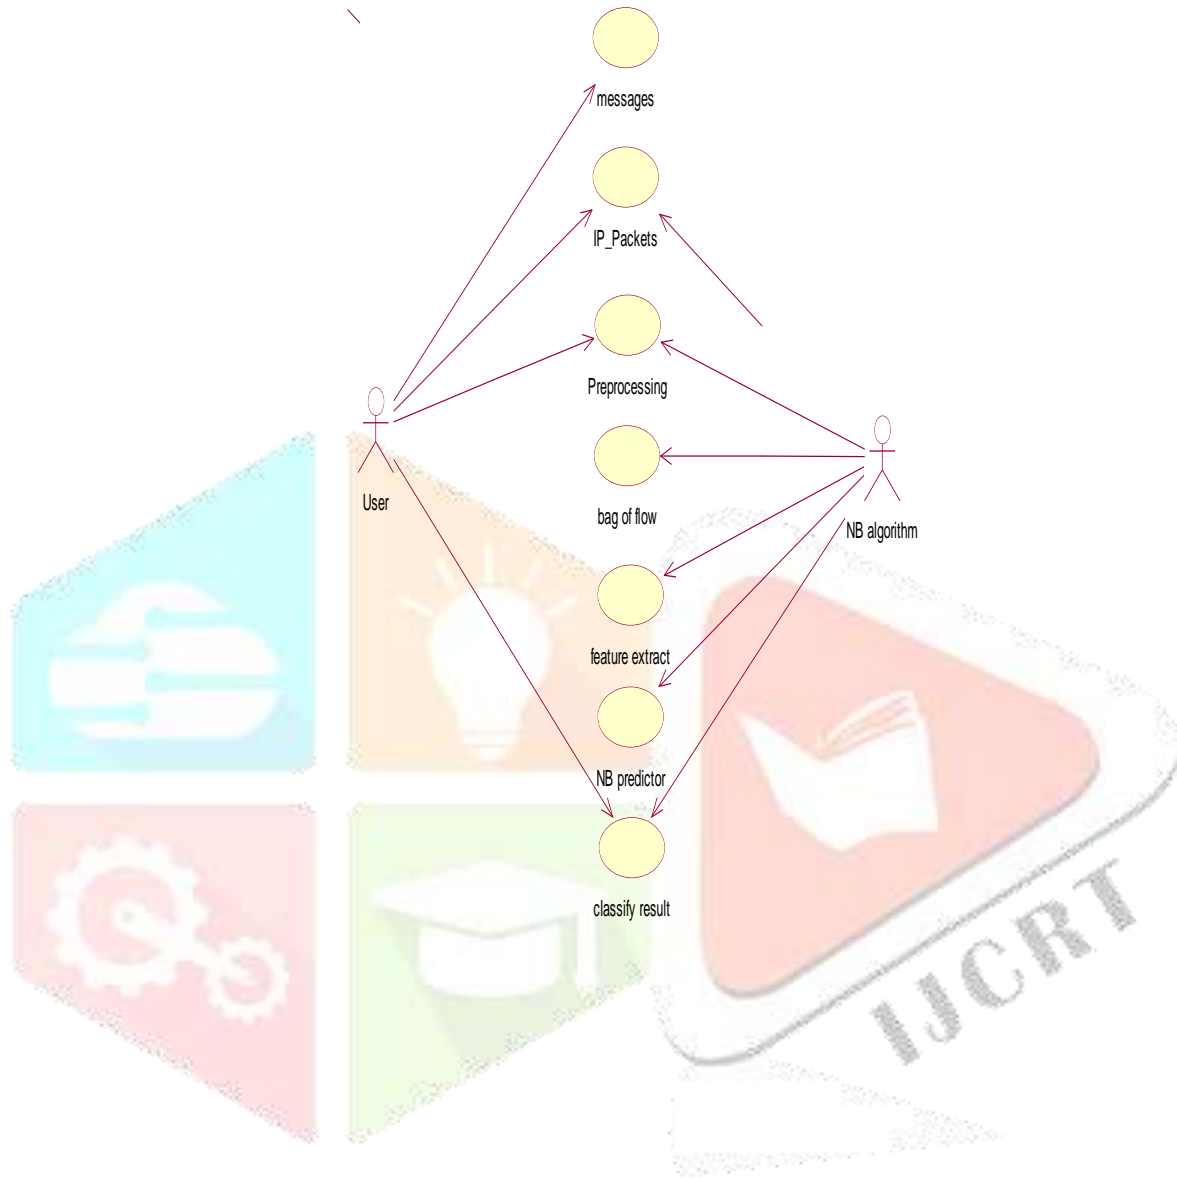 messages
IP_Packets
Preprocessing
User
bag of flow
NB algorithm
feature extract
NB predictor
classify result
IJCRT